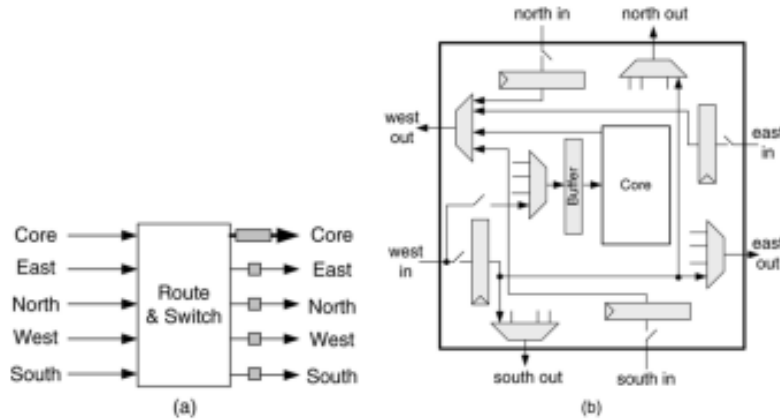 Core
East
North
West
South
Route
& Switch
Core
East
North
West
South
(a)
north in
north out
west
out
east
in
Buffer
Core
west
in
east
out
south out
south in
(b)